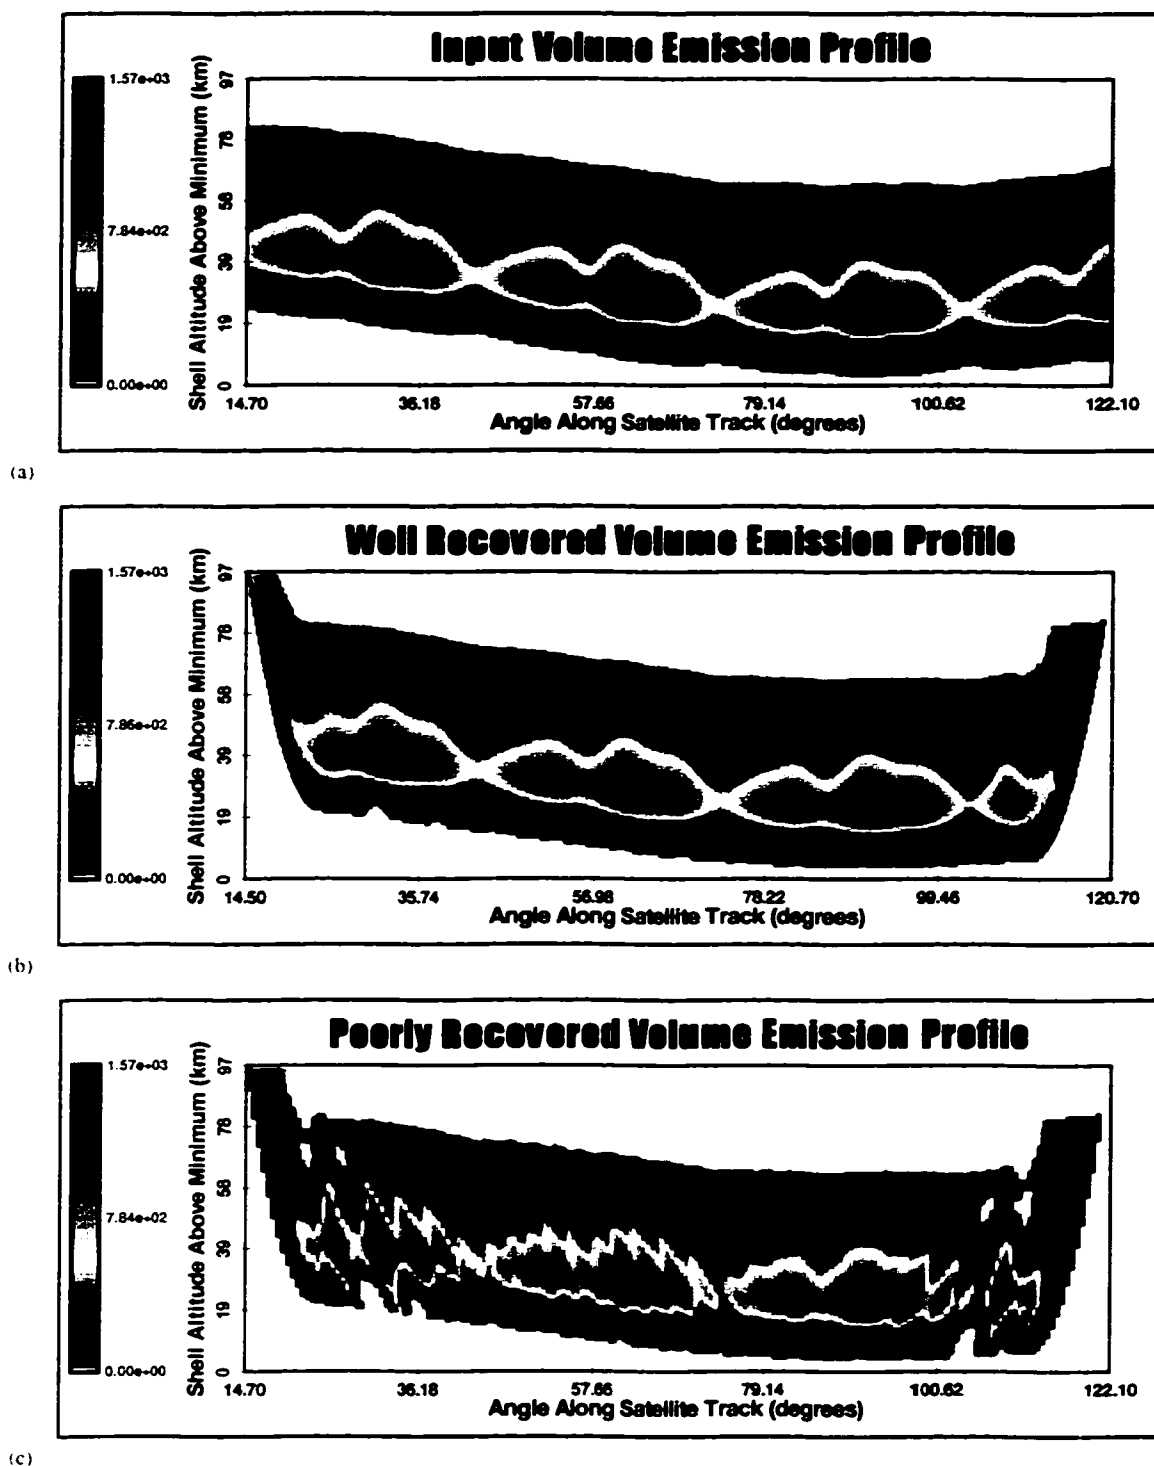 Input Volume Emission Profile
1.57e+03
7.84e+02
0.00e+00
Shell Altitude Above Minimum (km)
97
78
58
39
19
0
14.70
36.18
57.66
79.14
100.62
122.10
Angle Along Satellite Track (degrees)
(a)
Well Recovered Volume Emission Profile
1.57e+03
7.86e+02
0.00e+00
Shell Altitude Above Minimum (km)
97
78
58
39
19
0
14.50
35.74
56.98
78.22
99.46
120.70
Angle Along Satellite Track (degrees)
(b)
Poorly Recovered Volume Emission Profile
1.57e+03
7.84e+02
0.00e+00
Shell Altitude Above Minimum (km)
97
78
58
39
19
0
14.70
36.18
57.66
79.14
100.62
122.10
Angle Along Satellite Track (degrees)
(c)